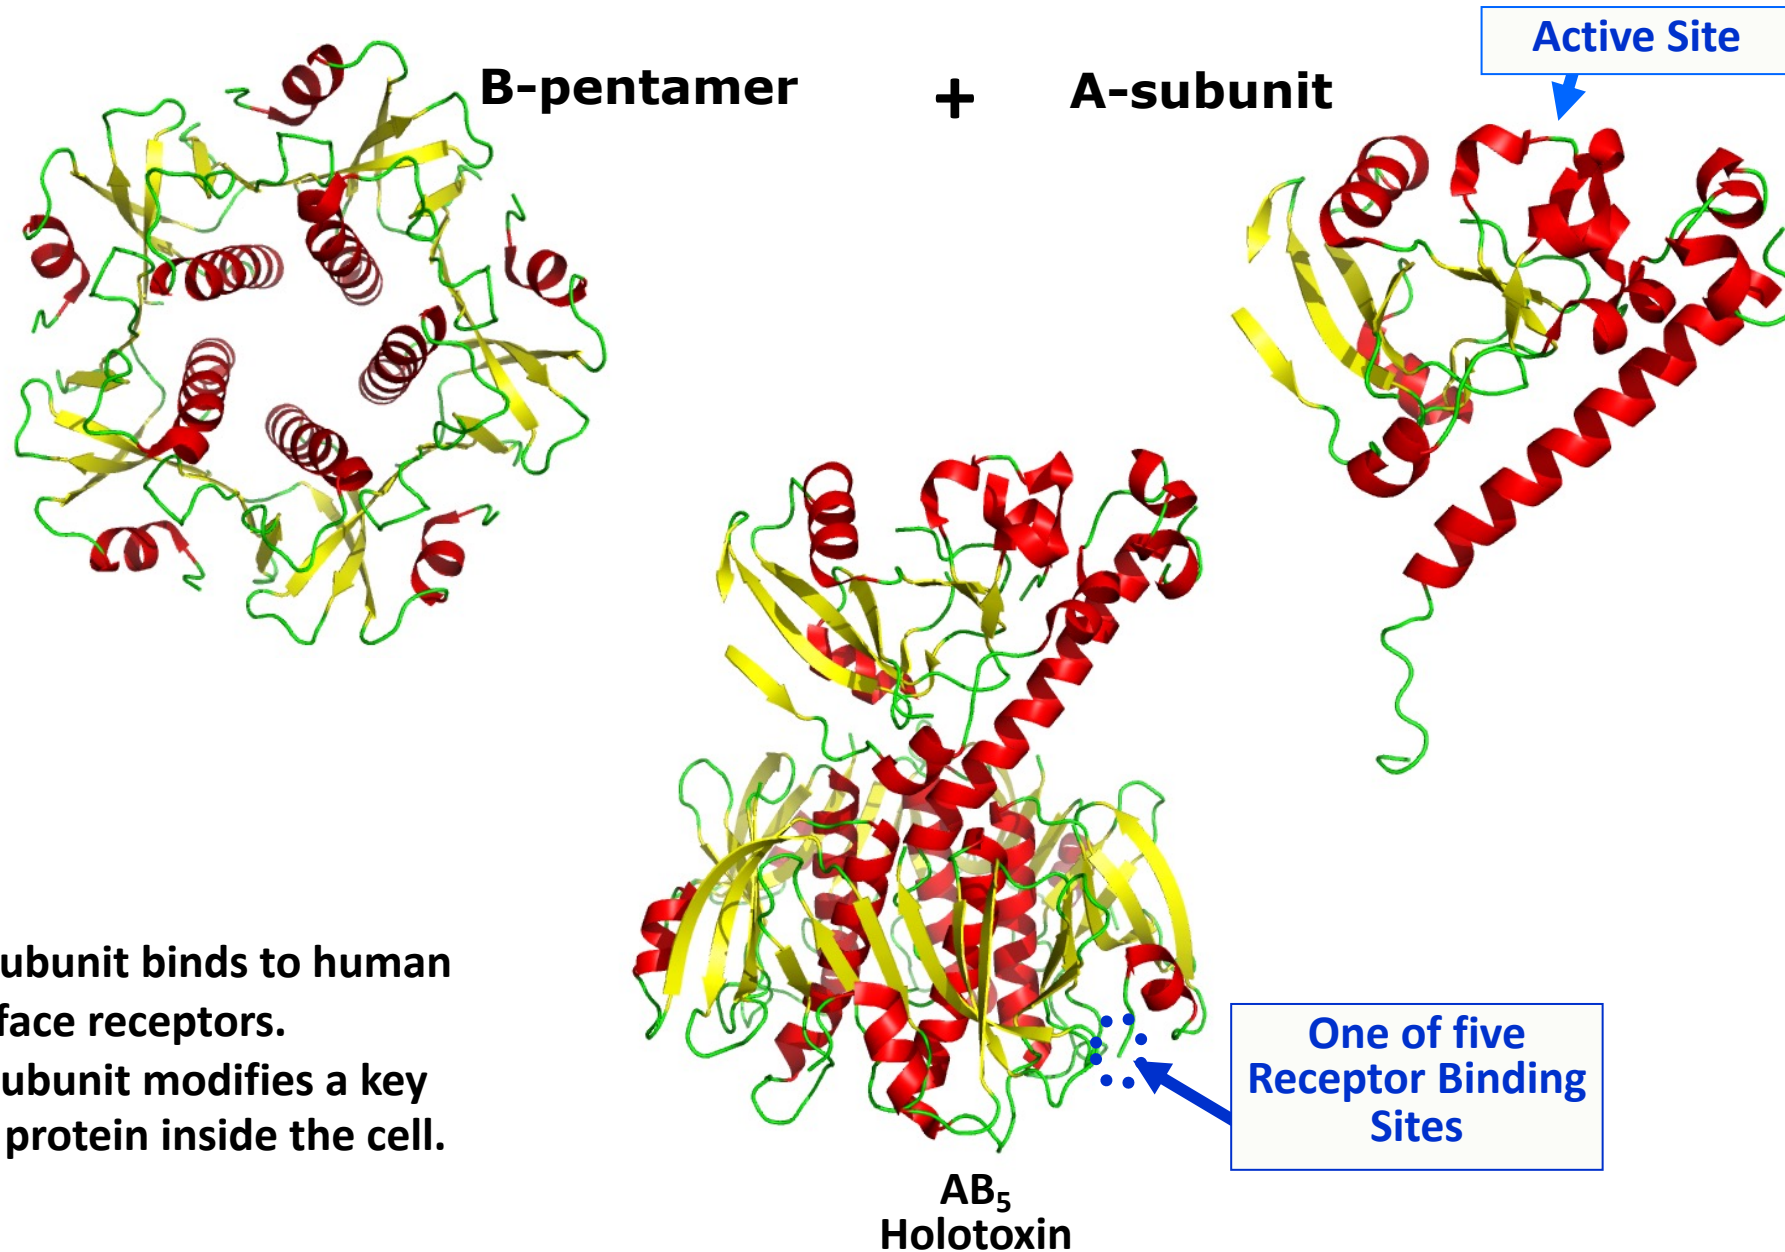 Active Site
B-pentamer + A-subunit
ubunit binds to human
face receptors.
ubunit modifies a key
protein inside the cell.
One of five
Receptor Binding
Sites
AB₅
Holotoxin